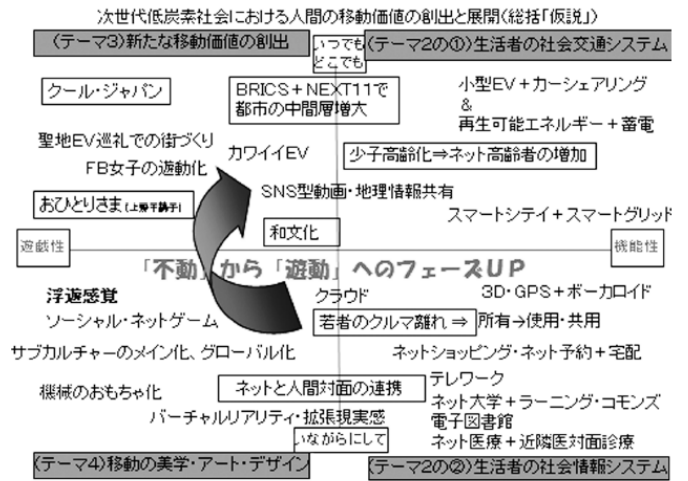 次世代低炭素社会における人間の移動価値の創出と展開(総括「仮説」)
(テーマ3)新たな移動価値の創出
いつでも
どこでも
(テーマ2の①)生活者の社会交通システム
クール・ジャパン
BRICS+NEXT11で
都市の中間層増大
小型EV+カーシェアリング
&
再生可能エネルギー+蓄電
聖地EV巡礼での街づくり
FB女子の遊動化
カワイイEV
少子高齢化⇒ネット高齢者の増加
おひとりさま(上野千鶴子)
SNS型動画・地理情報共有
和文化
スマートシテイ+スマートグリッド
遊戯性
機能性
「不動」から「遊動」へのフェーズUP
浮遊感覚
クラウド
3D・GPS+ボーカロイド
ソーシャル・ネットゲーム
若者のクルマ離れ ⇒
所有→使用・共用
サブカルチャーのメイン化、グローバル化
ネットショッピング・ネット予約+宅配
機械のおもちゃ化
ネットと人間対面の連携
テレワーク
ネット大学+ラーニング・コモンズ
電子図書館
ネット医療+近隣医対面診療
バーチャルリアリティ・拡張現実感
いながらにして
(テーマ4)移動の美学・アート・デザイン
(テーマ2の②)生活者の社会情報システム